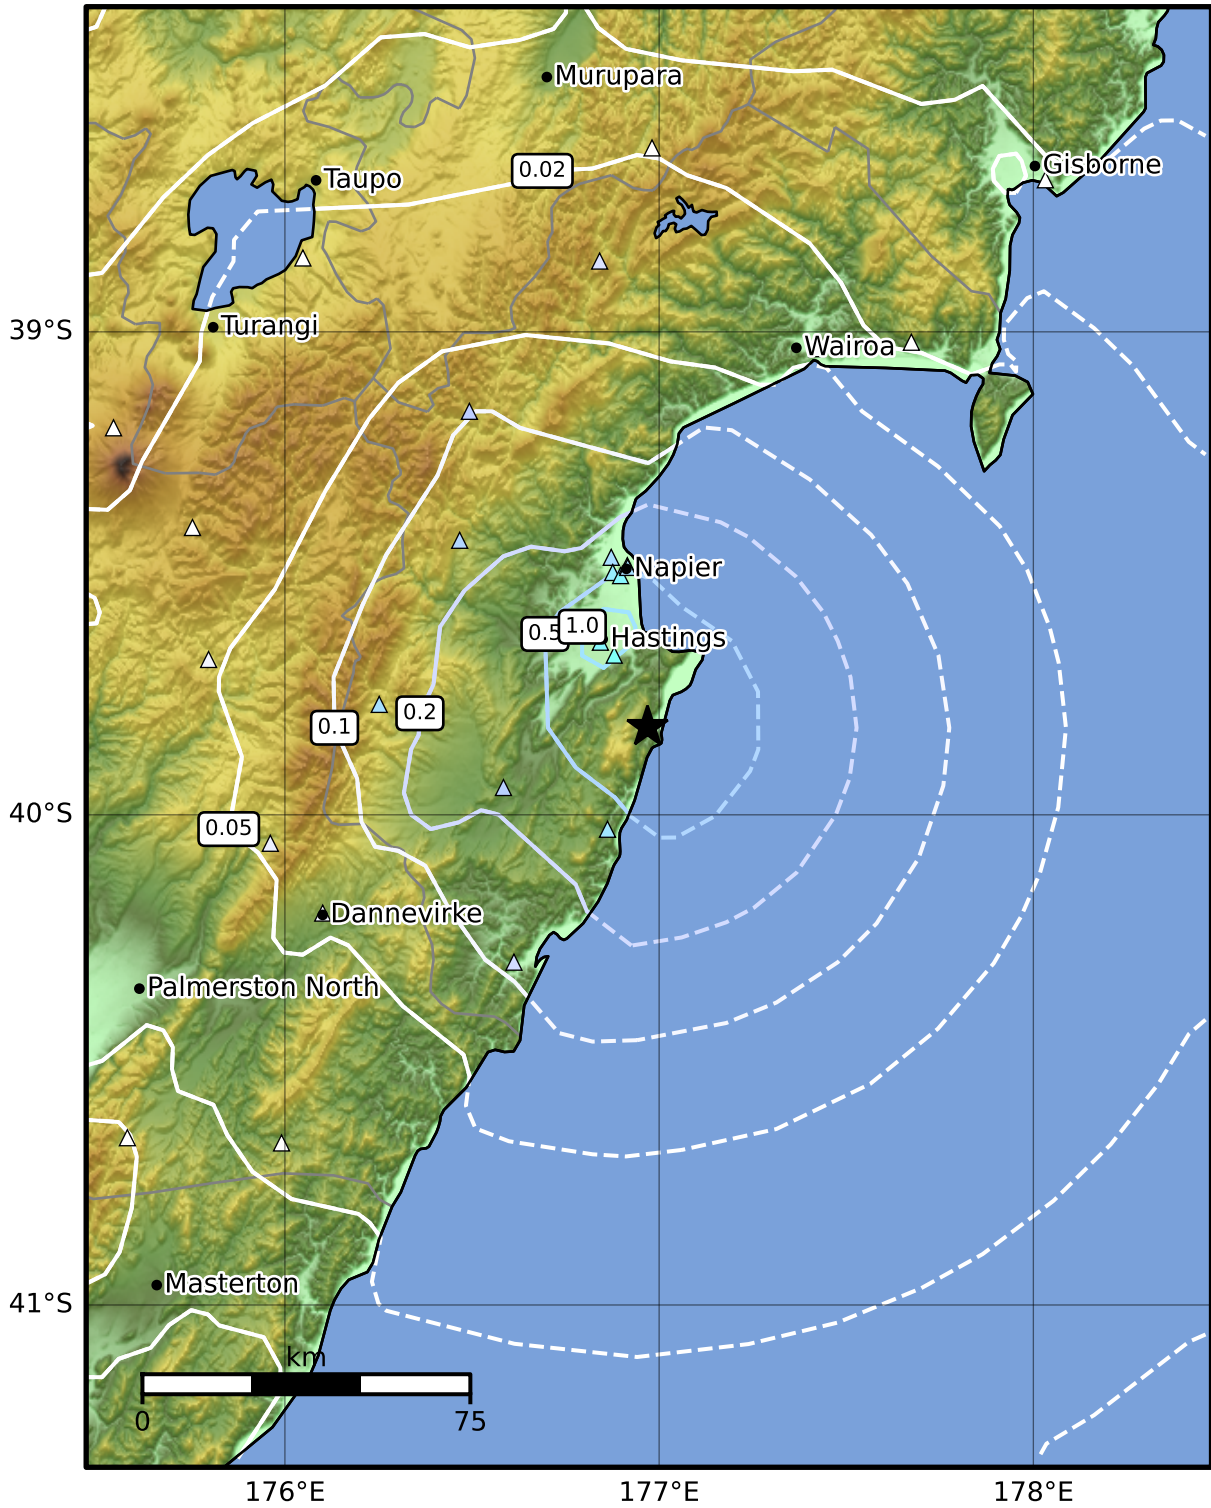 Murupara
Gisborne
0.02
Taupo
Turangi
39°S
Wairoa
Napier
0.5
1.0
Hastings
0.2
0.1
40°S
0.05
Dannevirke
Palmerston North
Masterton
41°S
km
0
75
176°E
177°E
178°E